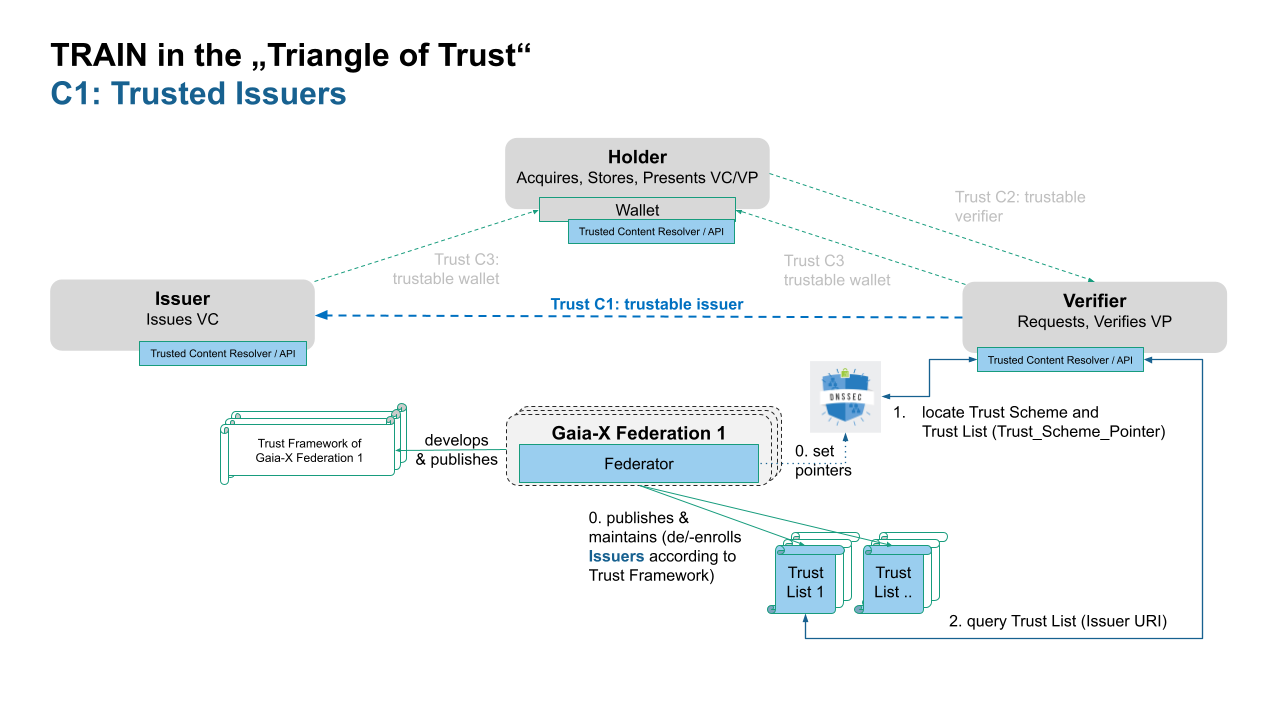 TRAIN in the „Triangle of Trust“
C1: Trusted Issuers
Holder
Acquires, Stores, Presents VC/VP
Wallet
Trusted Content Resolver / API
Trust C2: trustable
verifier
Trust C3:
trustable wallet
Trust C3
trustable wallet
Issuer
Issues VC
Trusted Content Resolver / API
Trust C1: trustable issuer
Verifier
Requests, Verifies VP
Trusted Content Resolver / API
DNSSEC
1. locate Trust Scheme and
Trust List (Trust_Scheme_Pointer)
Trust Framework of
Gaia-X Federation 1
develops
& publishes
Gaia-X Federation 1
Federator
0. set
pointers
0. publishes &
maintains (de/-enrolls
Issuers according to
Trust Framework)
Trust
List 1
Trust
List ..
2. query Trust List (Issuer URI)